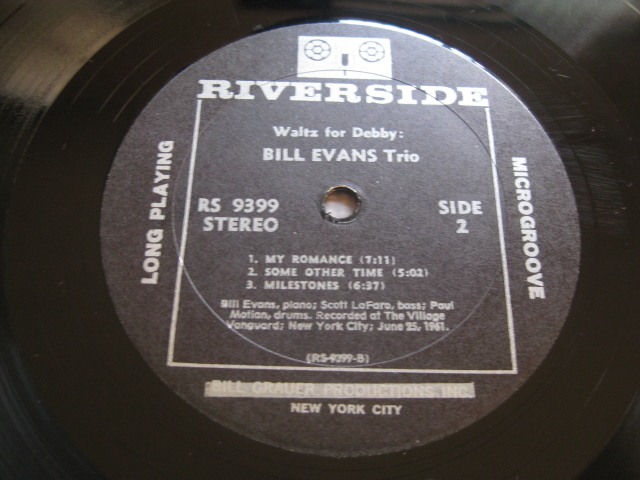 RIVERSIDE
Waltz for Debby:
BILL EVANS Trio
LONG PLAYING
MICROGROOVE
RS 9399
STEREO
SIDE
2
1. MY ROMANCE (7:11)
2. SOME OTHER TIME (5:02)
3. MILESTONES (6:37)
Bill Evans, piano; Scott LaFaro, bass; Paul
Motian, drums. Recorded at The Village
Vanguard; New York City; June 25, 1961.
(RS-9399-B)
BILL GRAUER PRODUCTIONS INC.
NEW YORK CITY